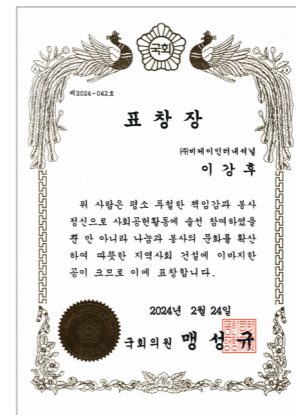 국회
제2024-042호
표 창 장
㈜비제이인터내셔널
이 강 후
위 사람은 평소 투철한 책임감과 봉사
정신으로 사회공헌활동에 솔선 참여하였을
뿐 만 아니라 나눔과 봉사의 문화를 확산
하여 따뜻한 지역사회 건설에 이바지한
공이 크므로 이에 표창합니다.
2024년 2월 24일
국회의원 맹 성 규